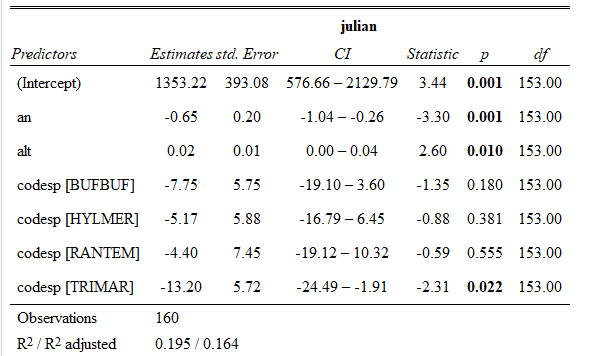 julian
Predictors Estimates std. Error CI Statistic p df
(Intercept) 1353.22 393.08 576.66 – 2129.79 3.44 0.001 153.00
an -0.65 0.20 -1.04 – -0.26 -3.30 0.001 153.00
alt 0.02 0.01 0.00 – 0.04 2.60 0.010 153.00
codesp [BUFBUF] -7.75 5.75 -19.10 – 3.60 -1.35 0.180 153.00
codesp [HYLMER] -5.17 5.88 -16.79 – 6.45 -0.88 0.381 153.00
codesp [RANTEM] -4.40 7.45 -19.12 – 10.32 -0.59 0.555 153.00
codesp [TRIMAR] -13.20 5.72 -24.49 – -1.91 -2.31 0.022 153.00
Observations 160
R2 / R2 adjusted 0.195 / 0.164